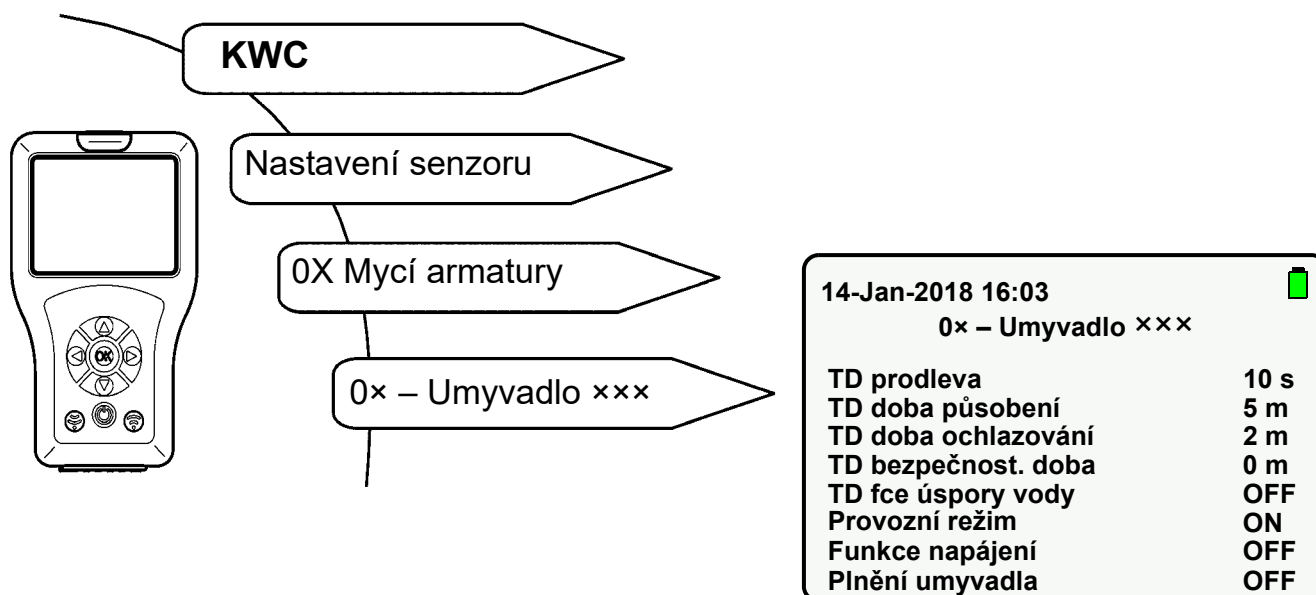 KWC
Nastavení senzoru
0X Mycí armatury
0× – Umyvadlo ×××
14-Jan-2018 16:03
0× – Umyvadlo ×××
TD prodleva 10 s
TD doba působení 5 m
TD doba ochlazování 2 m
TD bezpečnost. doba 0 m
TD fce úspory vody OFF
Provozní režim ON
Funkce napájení OFF
Plnění umyvadla OFF
OK